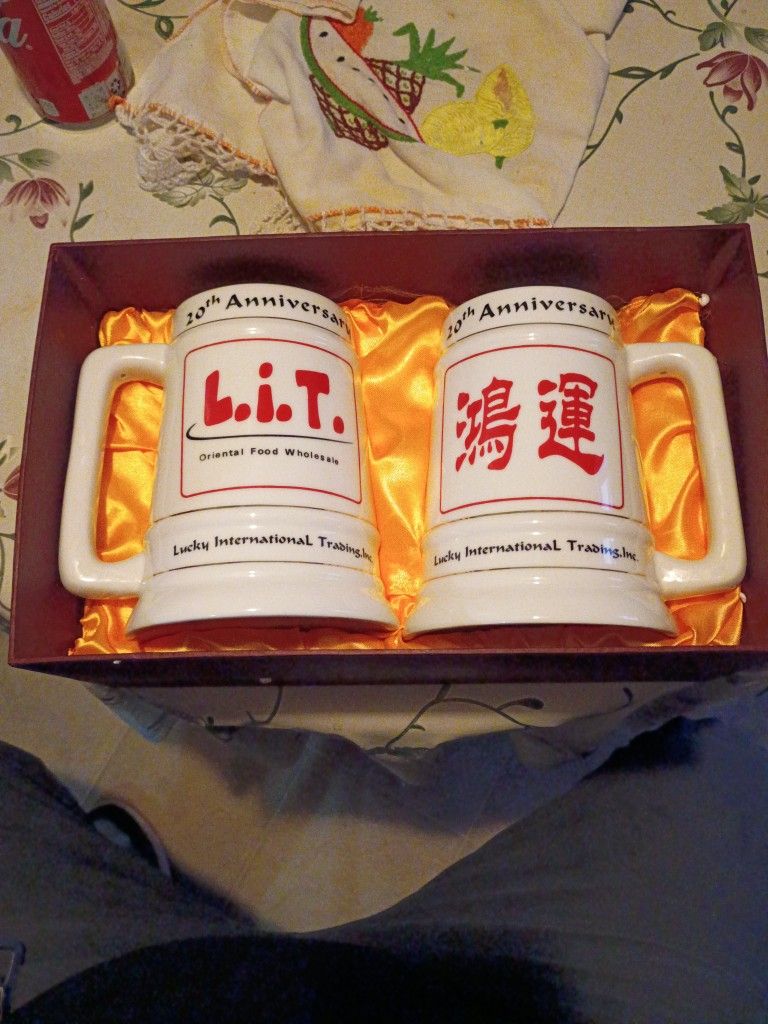 20th Anniversary
L.i.T.
Oriental Food Wholesale
Lucky InternationaL Trading,Inc.
20th Anniversary
鴻運
Lucky InternationaL Trading,Inc.